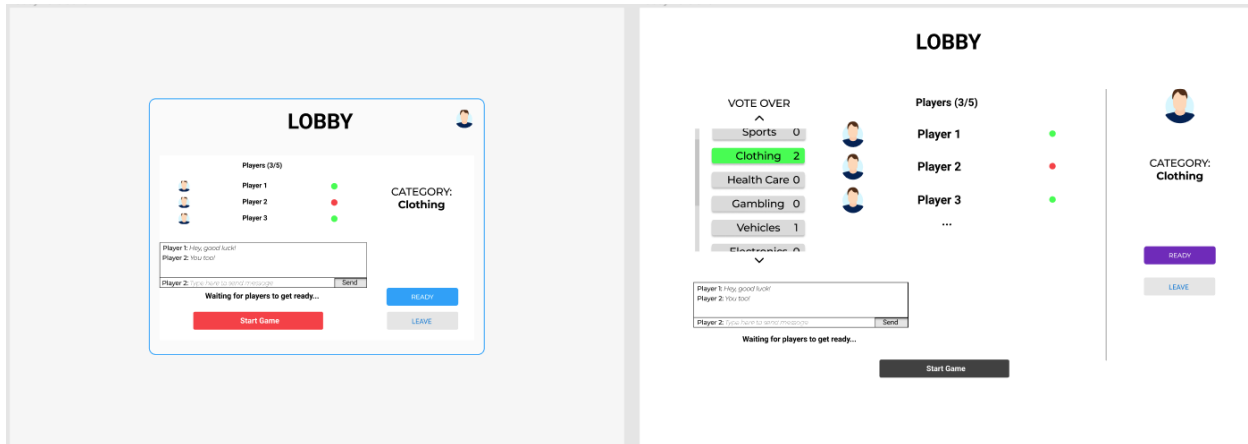 LOBBY
Players (3/5)
Player 1
Player 2
Player 3
CATEGORY:
Clothing
Player 1: Hey, good luck!
Player 2: You too!
Player 2: Type here to send message
Send
Waiting for players to get ready...
READY
Start Game
LEAVE
LOBBY
VOTE OVER
Sports 0
Clothing 2
Health Care 0
Gambling 0
Vehicles 1
Electronics 0
Players (3/5)
Player 1
Player 2
Player 3
...
CATEGORY:
Clothing
READY
LEAVE
Player 1: Hey, good luck!
Player 2: You too!
Player 2: Type here to send message
Send
Waiting for players to get ready...
Start Game